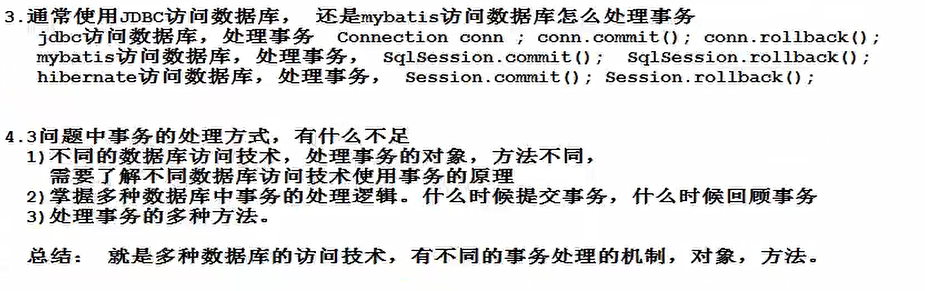 3.通常使用JDBC访问数据库， 还是mybatis访问数据库怎么处理事务
jdbc访问数据库，处理事务 Connection conn ; conn.commit(); conn.rollback();
mybatis访问数据库，处理事务， SqlSession.commit(); SqlSession.rollback();
hibernate访问数据库，处理事务， Session.commit(); Session.rollback();
4.3问题中事务的处理方式，有什么不足
1)不同的数据库访问技术，处理事务的对象，方法不同，
需要了解不同数据库访问技术使用事务的原理
2)掌握多种数据库中事务的处理逻辑。什么时候提交事务，什么时候回顾事务
3)处理事务的多种方法。
总结： 就是多种数据库的访问技术，有不同的事务处理的机制，对象，方法。